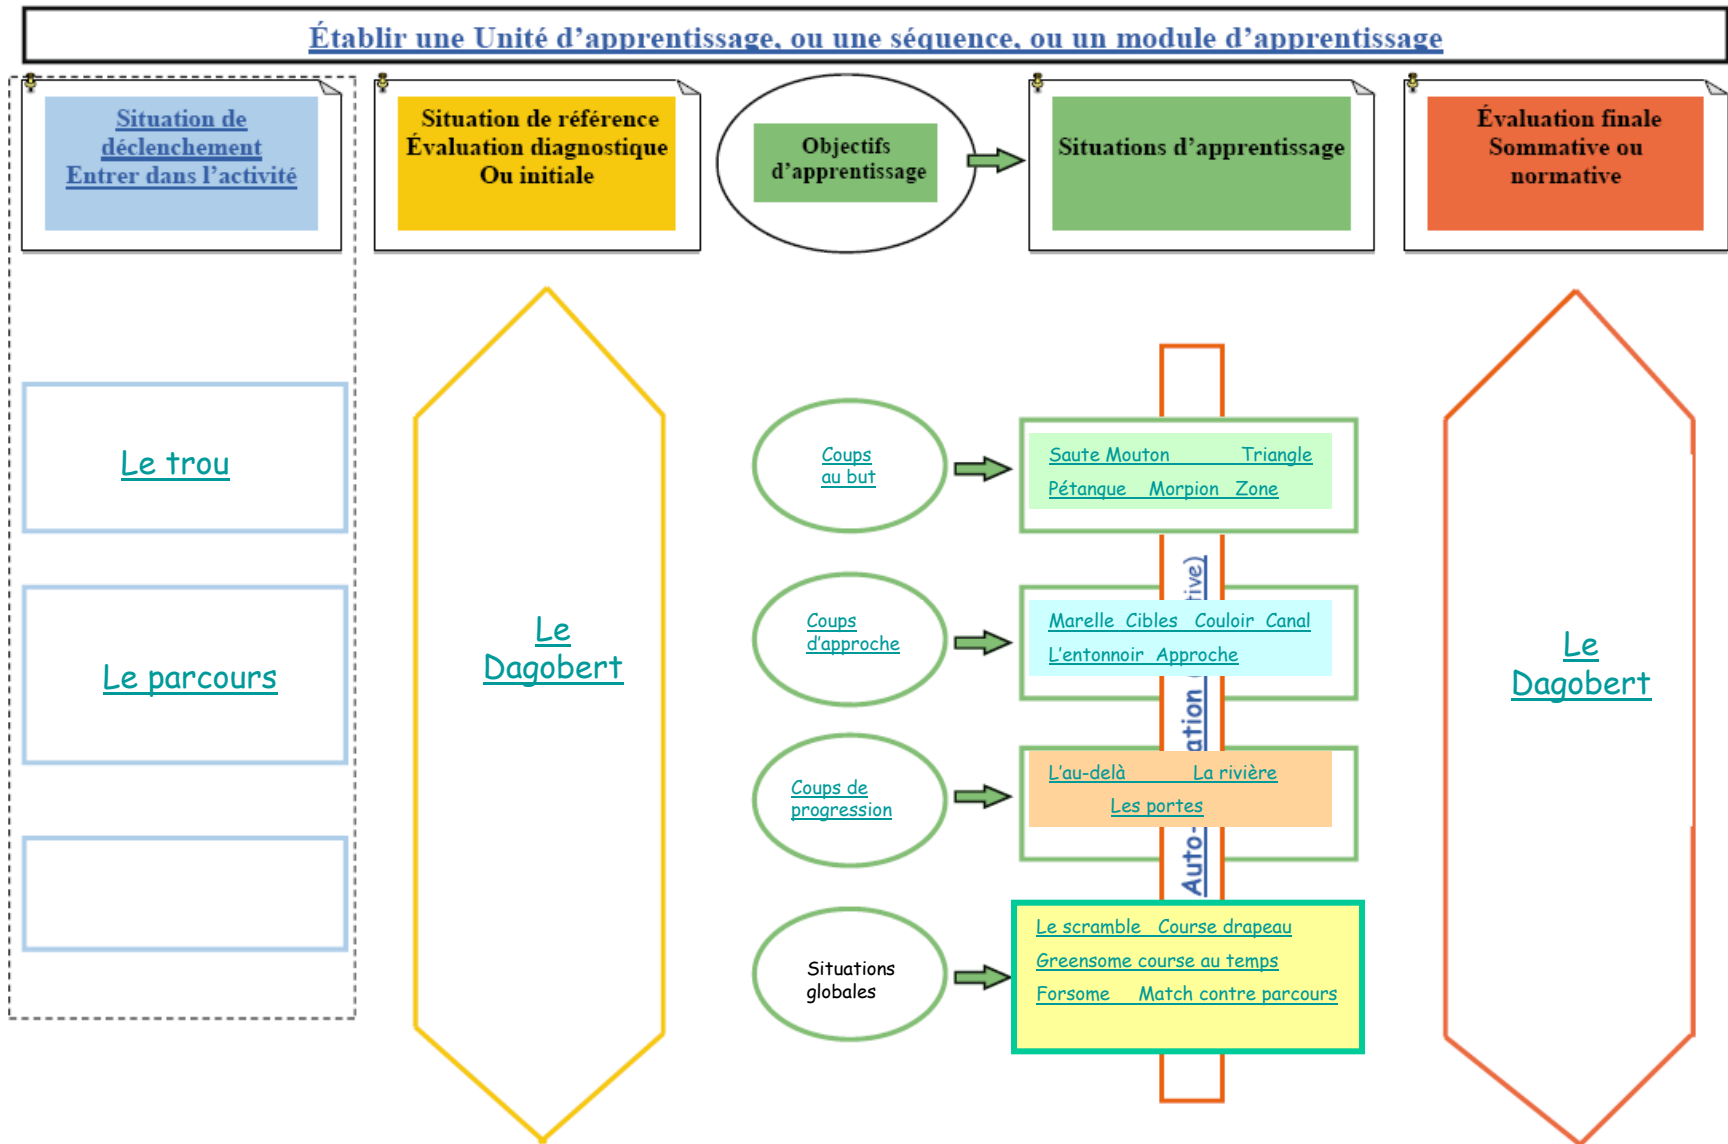 Établir une Unité d'apprentissage, ou une séquence, ou un module d'apprentissage
Situation de
déclenchement
Entrer dans l'activité
Situation de référence
Évaluation diagnostique
Ou initiale
Objectifs
d'apprentissage
Situations d'apprentissage
Évaluation finale
Sommative ou
normative
Le trou
Le parcours
Le
Dagobert
Coups
au but
Saute Mouton Triangle
Pétanque Morpion Zone
Coups
d'approche
Marelle Cibles Couloir Canal
L'entonnoir Approche
Coups de
progression
L'au-delà La rivière
Les portes
Situations
globales
Le scramble Course drapeau
Greensome course au temps
Forsome Match contre parcours
Auto-
Le
Dagobert